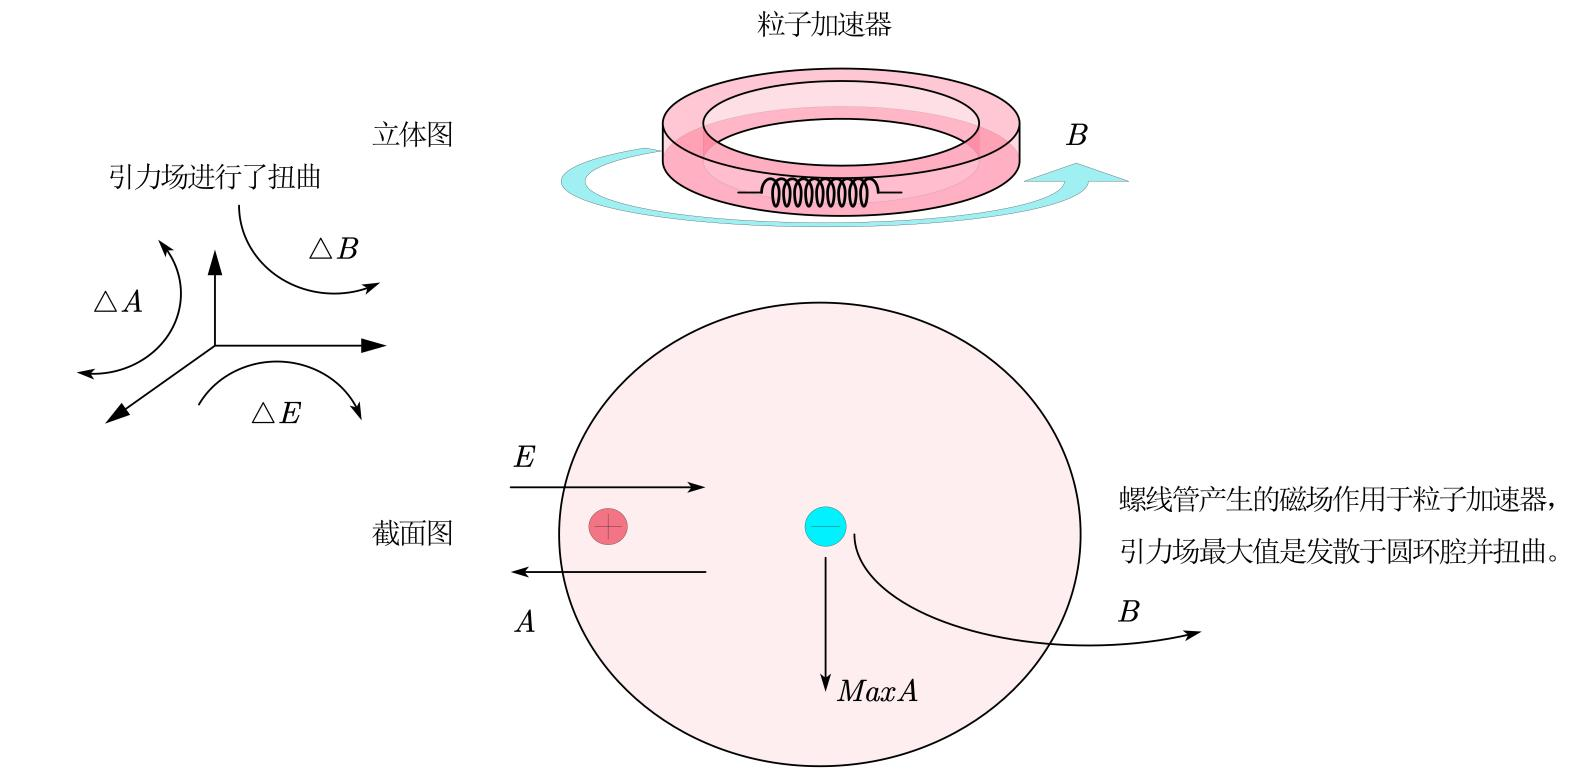 粒子加速器
立体图
B
引力场进行了扭曲
△B
△A
△E
E
截面图
A
螺线管产生的磁场作用于粒子加速器，
引力场最大值是发散于圆环腔并扭曲。
B
MaxA